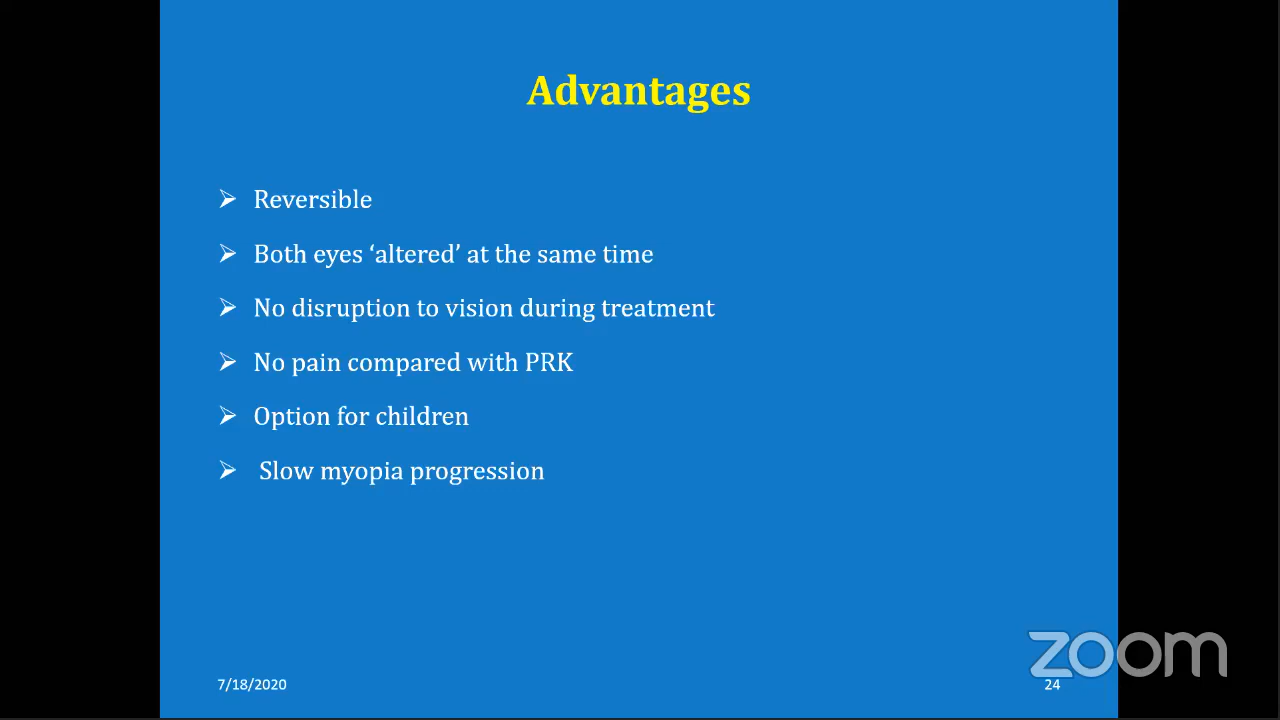 Advantages
➢ Reversible
➢ Both eyes ‘altered’ at the same time
➢ No disruption to vision during treatment
➢ No pain compared with PRK
➢ Option for children
➢ Slow myopia progression
zoom
7/18/2020
24